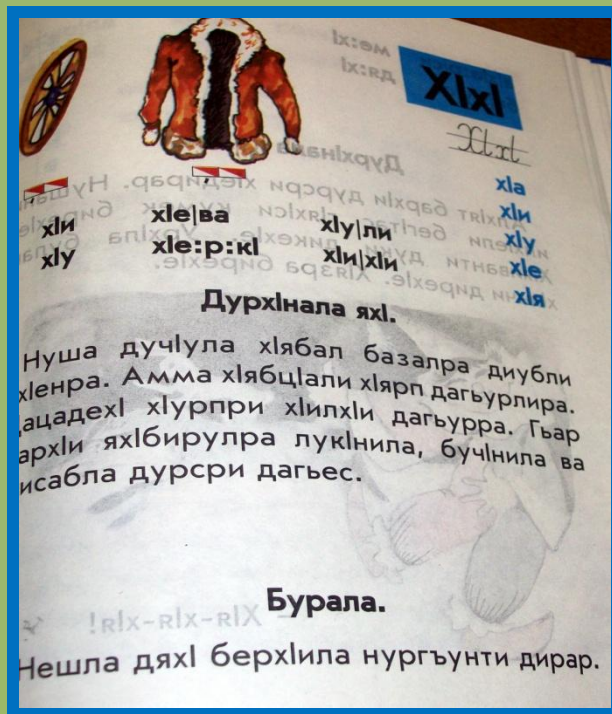 ХӀхӀ
ХӀхӀ
хӀа
хӀи
хӀу
хӀе
хӀя
хӀи хӀе|ва хӀу|ли
хӀу хӀе:р:кӀ хӀи|хӀи
ДурхӀнала яхӀ.
Нуша дучӀула хӀябал базалра диубли
хӀенра. Амма хӀябцӀали хӀярп дагьурлира.
ацадехӀ хӀурпри хӀилхӀи дагьурра. Гьар
архӀи яхӀбирулра лукӀнила, бучӀнила ва
исабла дурсри дагьес.
Бурала.
Нешла дяхӀ берхӀила нургъунти дирар.